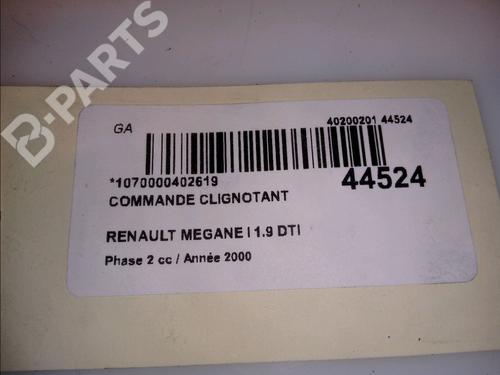 B-PARTS
GA
40200201 44524
*1070000402619
44524
COMMANDE CLIGNOTANT
RENAULT MEGANE I 1.9 DTI
Phase 2 cc / Année 2000